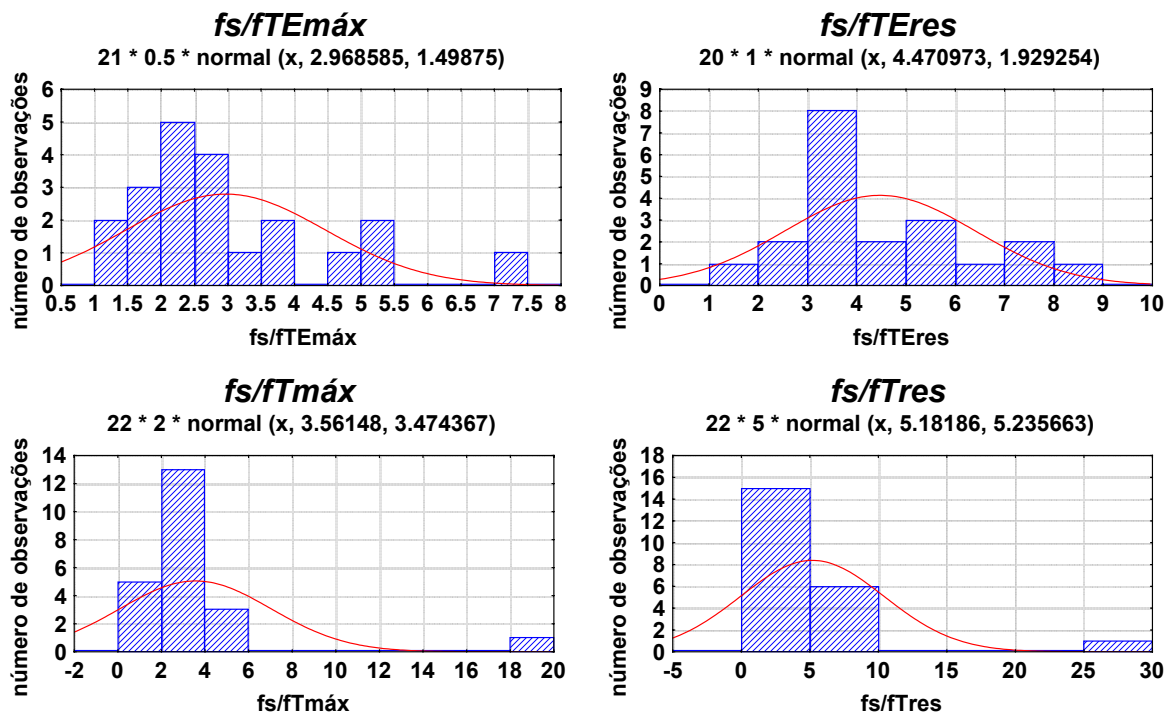 fs/fTEmáx
21 * 0.5 * normal (x, 2.968585, 1.49875)
número de observações
6
5
4
3
2
1
0
0.5 1 1.5 2 2.5 3 3.5 4 4.5 5 5.5 6 6.5 7 7.5 8
fs/fTEmáx
fs/fTEres
20 * 1 * normal (x, 4.470973, 1.929254)
número de observações
9
8
7
6
5
4
3
2
1
0
0 1 2 3 4 5 6 7 8 9 10
fs/fTEres
fs/fTmáx
22 * 2 * normal (x, 3.56148, 3.474367)
número de observações
14
12
10
8
6
4
2
0
-2 0 2 4 6 8 10 12 14 16 18 20
fs/fTmáx
fs/fTres
22 * 5 * normal (x, 5.18186, 5.235663)
número de observações
18
16
14
12
10
8
6
4
2
0
-5 0 5 10 15 20 25 30
fs/fTres